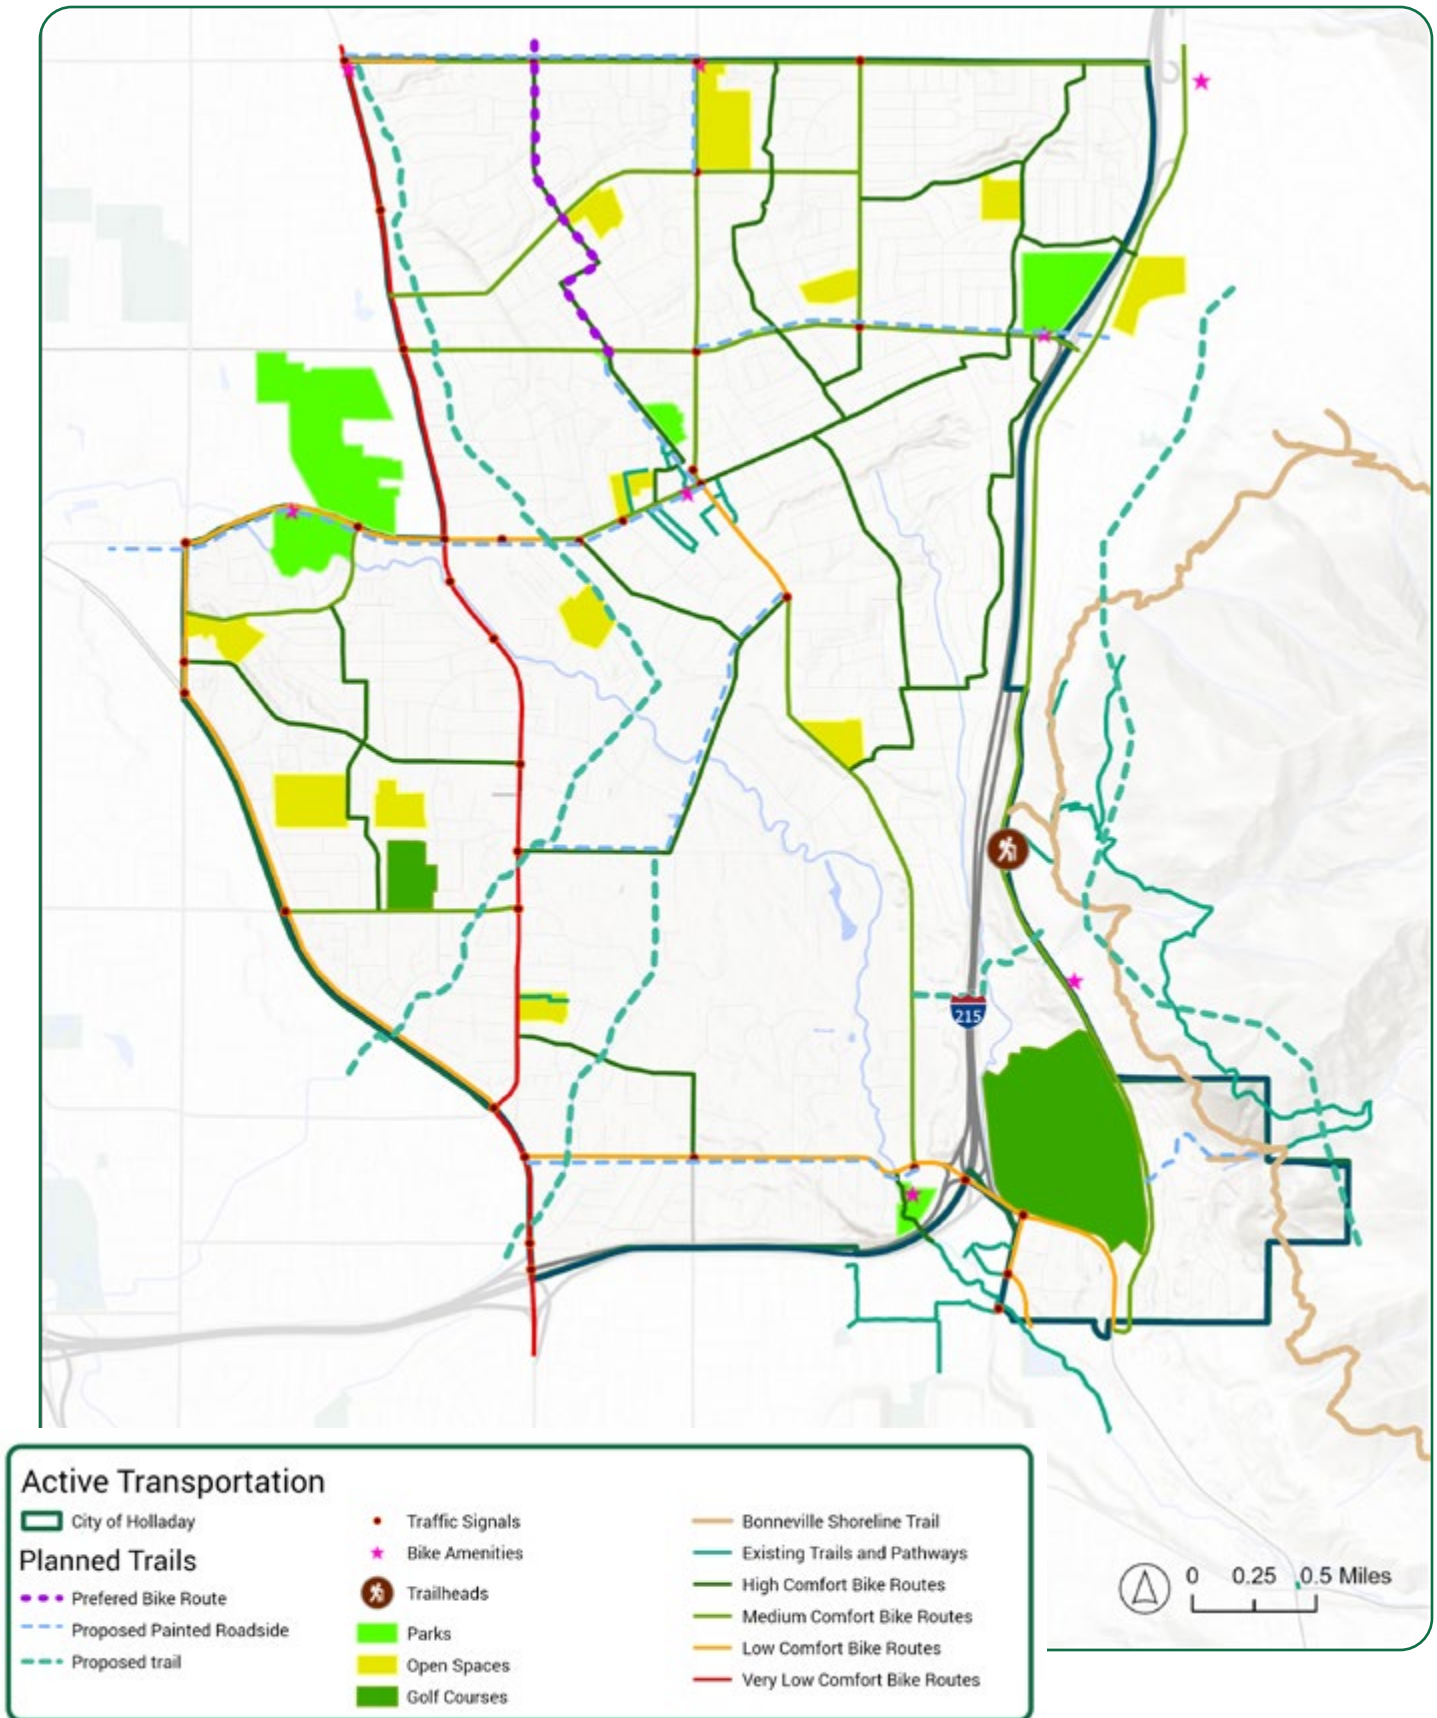 215
Active Transportation
City of Holladay
Planned Trails
Prefered Bike Route
Proposed Painted Roadside
Proposed trail
Traffic Signals
Bike Amenities
Trailheads
Parks
Open Spaces
Golf Courses
Bonneville Shoreline Trail
Existing Trails and Pathways
High Comfort Bike Routes
Medium Comfort Bike Routes
Low Comfort Bike Routes
Very Low Comfort Bike Routes
0 0.25 0.5 Miles